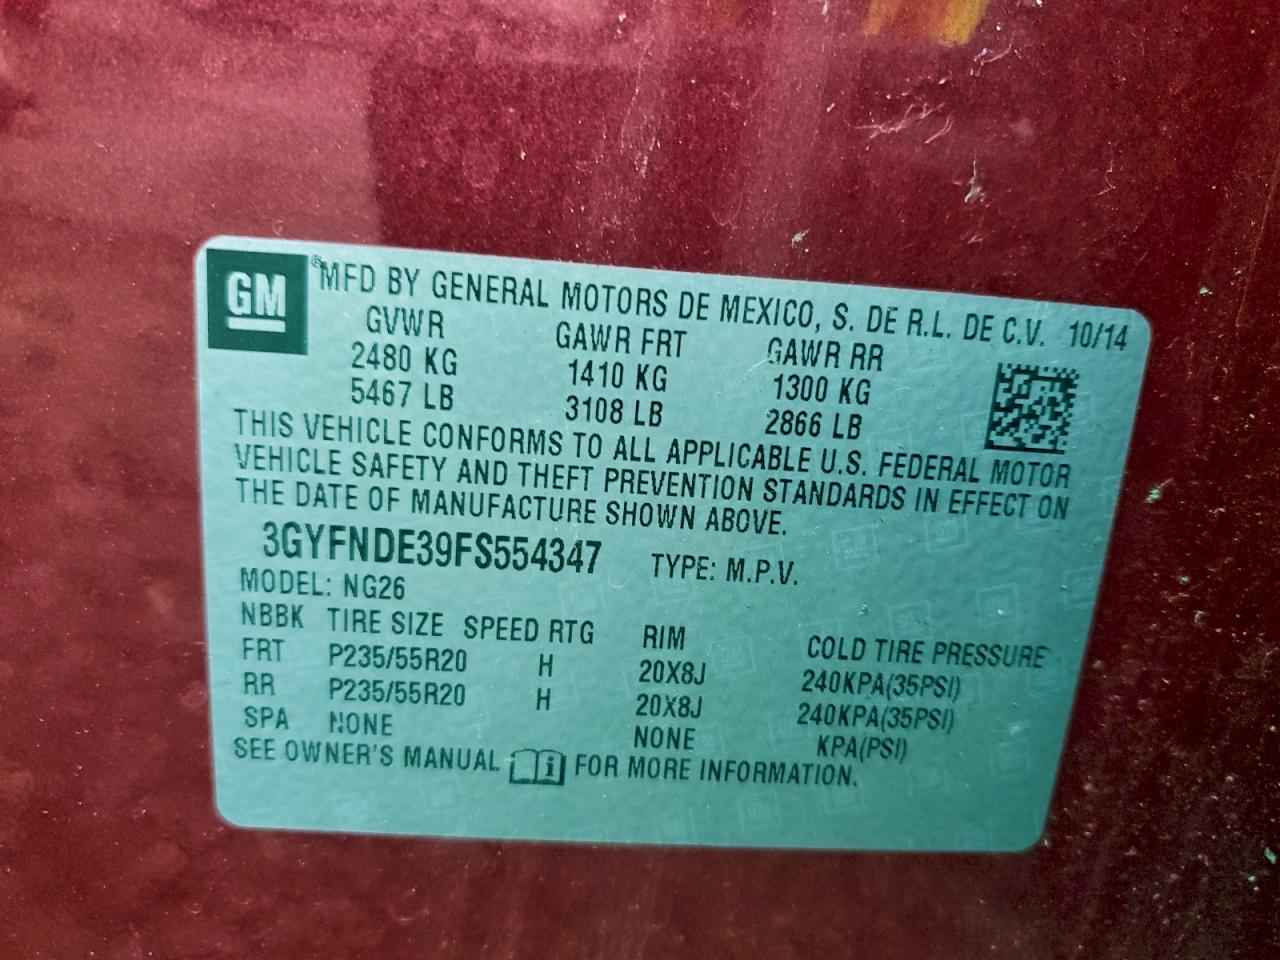 GM
® MFD BY GENERAL MOTORS DE MEXICO, S. DE R.L. DE C.V. 10/14
GVWR GAWR FRT GAWR RR
2480 KG 1410 KG 1300 KG
5467 LB 3108 LB 2866 LB
THIS VEHICLE CONFORMS TO ALL APPLICABLE U.S. FEDERAL MOTOR
VEHICLE SAFETY AND THEFT PREVENTION STANDARDS IN EFFECT ON
THE DATE OF MANUFACTURE SHOWN ABOVE.
3GYFNDE39FS554347 TYPE: M.P.V.
MODEL: NG26
NBBK TIRE SIZE SPEED RTG RIM COLD TIRE PRESSURE
FRT P235/55R20 H 20X8J 240KPA(35PSI)
RR P235/55R20 H 20X8J 240KPA(35PSI)
SPA NONE NONE KPA(PSI)
SEE OWNER'S MANUAL FOR MORE INFORMATION.